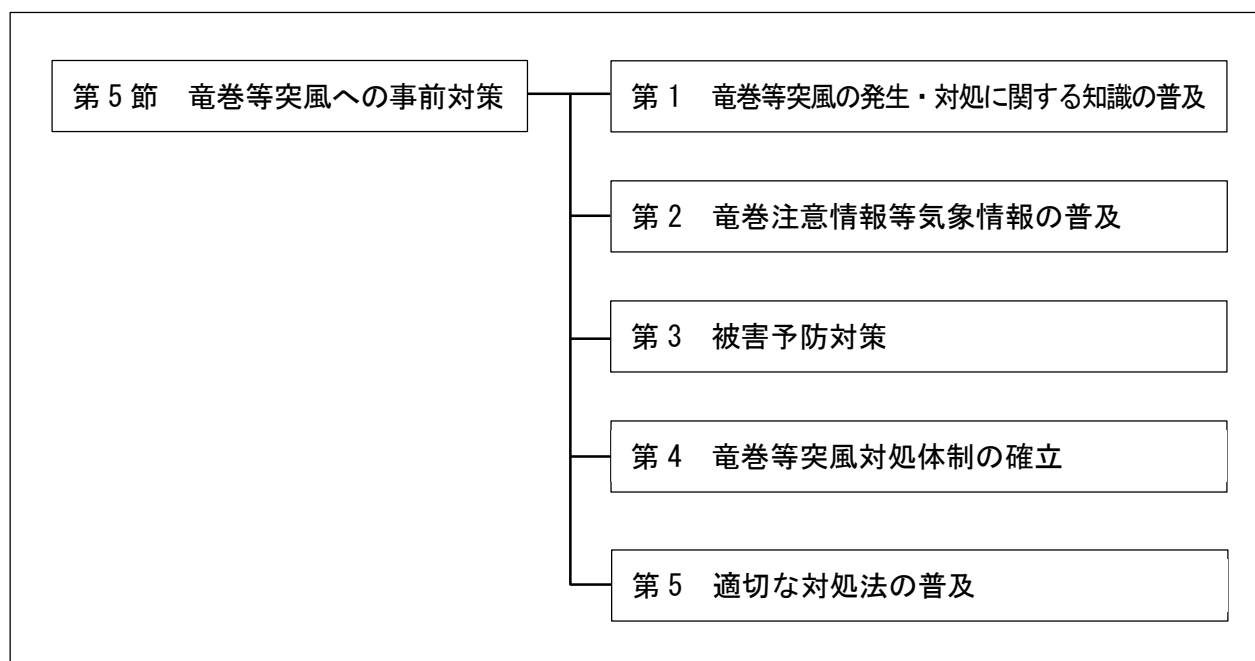 第5節　竜巻等突風への事前対策
第1　竜巻等突風の発生・対処に関する知識の普及
第2　竜巻注意情報等気象情報の普及
第3　被害予防対策
第4　竜巻等突風対処体制の確立
第5　適切な対処法の普及